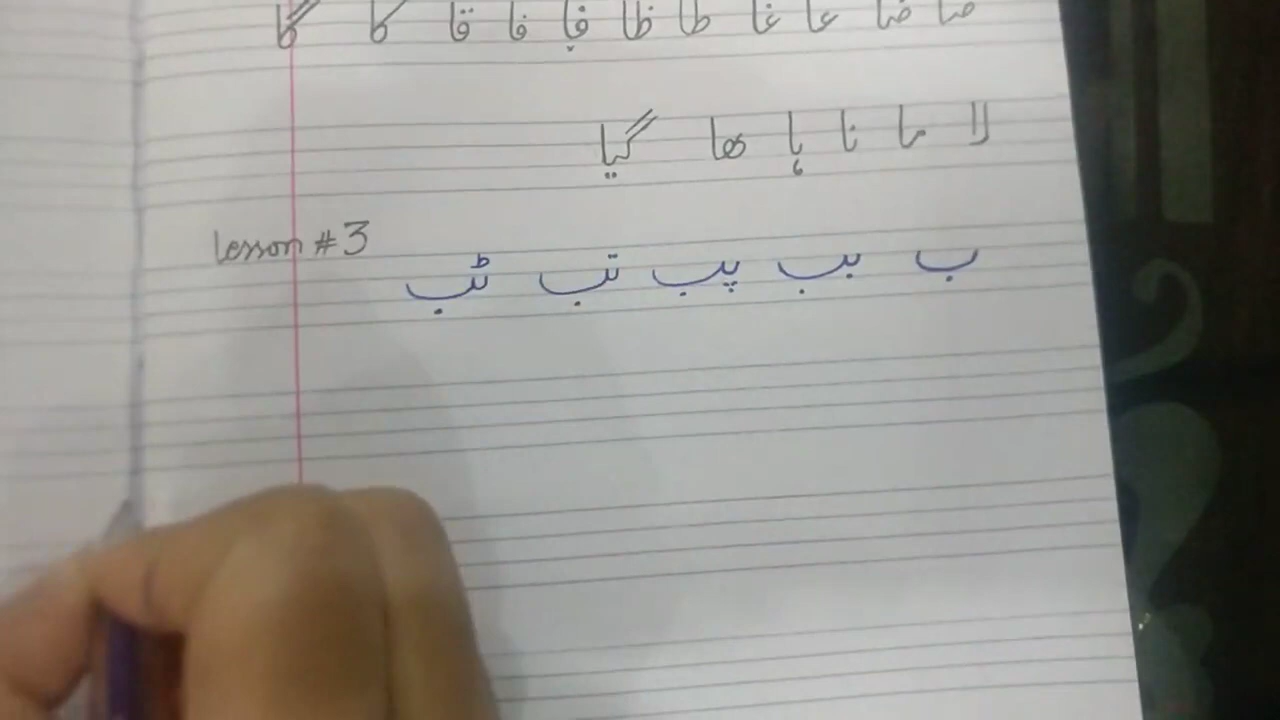 صا ضا عا غا طا ظا فا قا کا گا
لا ما نا ہا ھا گیا
Lesson #3
ب بب پب تب ٹب